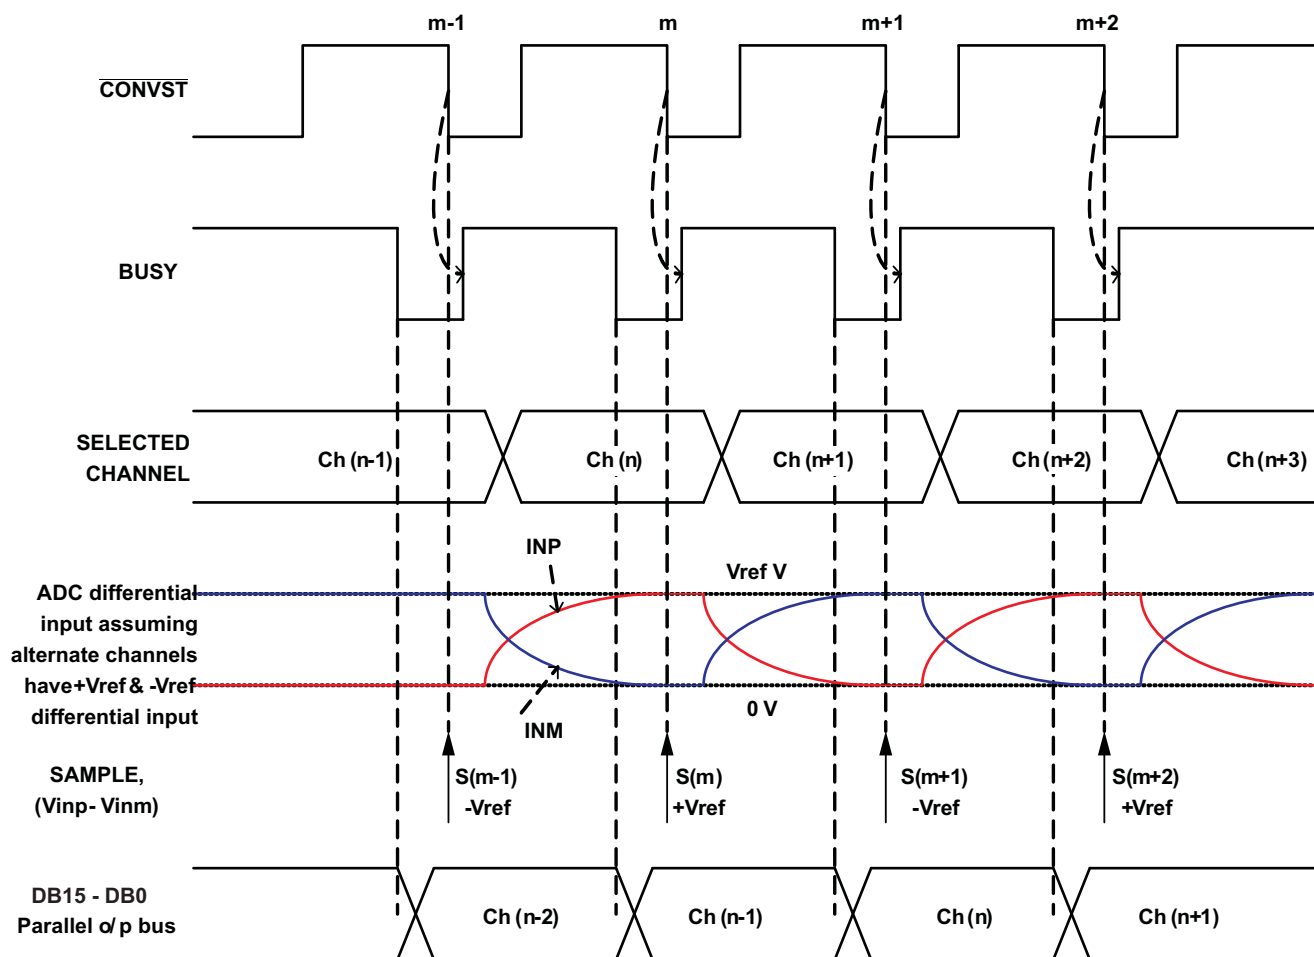 m-1 m m+1 m+2
CONVST
BUSY
SELECTED
CHANNEL
Ch (n-1) Ch (n) Ch (n+1) Ch (n+2) Ch (n+3)
INP
Vref V
ADC differential
input assuming
alternate channels
have+Vref & -Vref
differential input
INM
0 V
SAMPLE,
(Vinp- Vinm)
S(m-1)
-Vref
S(m)
+Vref
S(m+1)
-Vref
S(m+2)
+Vref
DB15 - DB0
Parallel o/p bus
Ch (n-2) Ch (n-1) Ch (n) Ch (n+1)